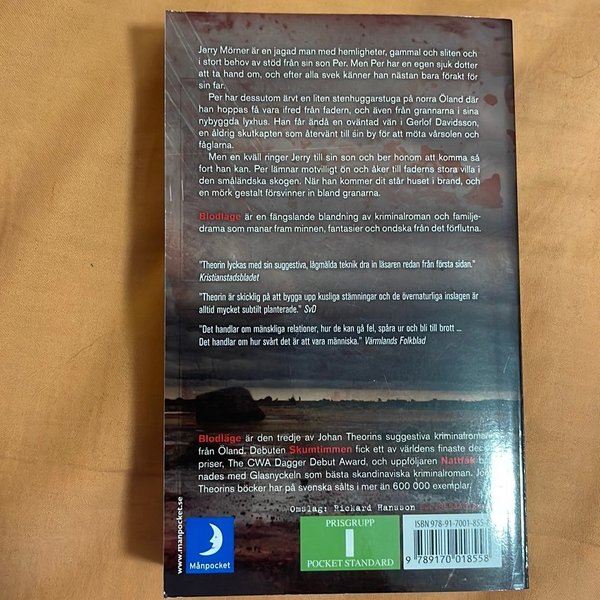 Jerry Mörner är en jagad man med hemligheter, gammal och sliten och
i stort behov av stöd från sin son Per. Men Per har en egen sjuk dotter
att ta hand om, och efter alla svek känner han nästan bara förakt för
sin far.
Per har dessutom ärvt en liten stenhuggarstuga på norra Öland där
han hoppas få vara ifred från fadern, och även från grannarna i sina
nybyggda lyxhus. Han får ändå en oväntad vän i Gerlof Davidsson,
en åldrig skutkapten som återvänt till sin by för att möta vårsolen och
fåglarna.
Men en kväll ringer Jerry till sin son och ber honom att komma så
fort han kan. Per lämnar motvilligt ön och åker till faderns stora villa i
den småländska skogen. När han kommer dit står huset i brand, och
en mörk gestalt försvinner in bland granarna.
Blodläge är en fängslande blandning av kriminalroman och familje-
drama som manar fram minnen, fantasier och ondska från det förflutna.
"Theorin lyckas med sin suggestiva, lågmälda teknik dra in läsaren redan från första sidan."
Kristianstadsbladet
"Theorin är skicklig på att bygga upp kusliga stämningar och de övernaturliga inslagen är
alltid mycket subtilt planterade." SvD
"Det handlar om mänskliga relationer, hur de kan gå fel, spåra ur och bli till brott ...
Det handlar om hur svårt det är att vara människa." Värmlands Folkblad
Blodläge är den tredje av Johan Theorins suggestiva kriminalroman
från Öland. Debuten Skumtimmen fick ett av världens finaste
priser, The CWA Dagger Debut Award, och uppföljaren
nades med Glasnyckeln som bästa skandinaviska kriminalroman.
Theorins böcker har på svenska sålts i mer än 600 000 exemplar.
Omslag: Rickard Hansson
www.manpocket.se
Månpocket
PRISGRUPP
I
POCKET STANDARD
ISBN 978-91-7001-855-
9789170018558